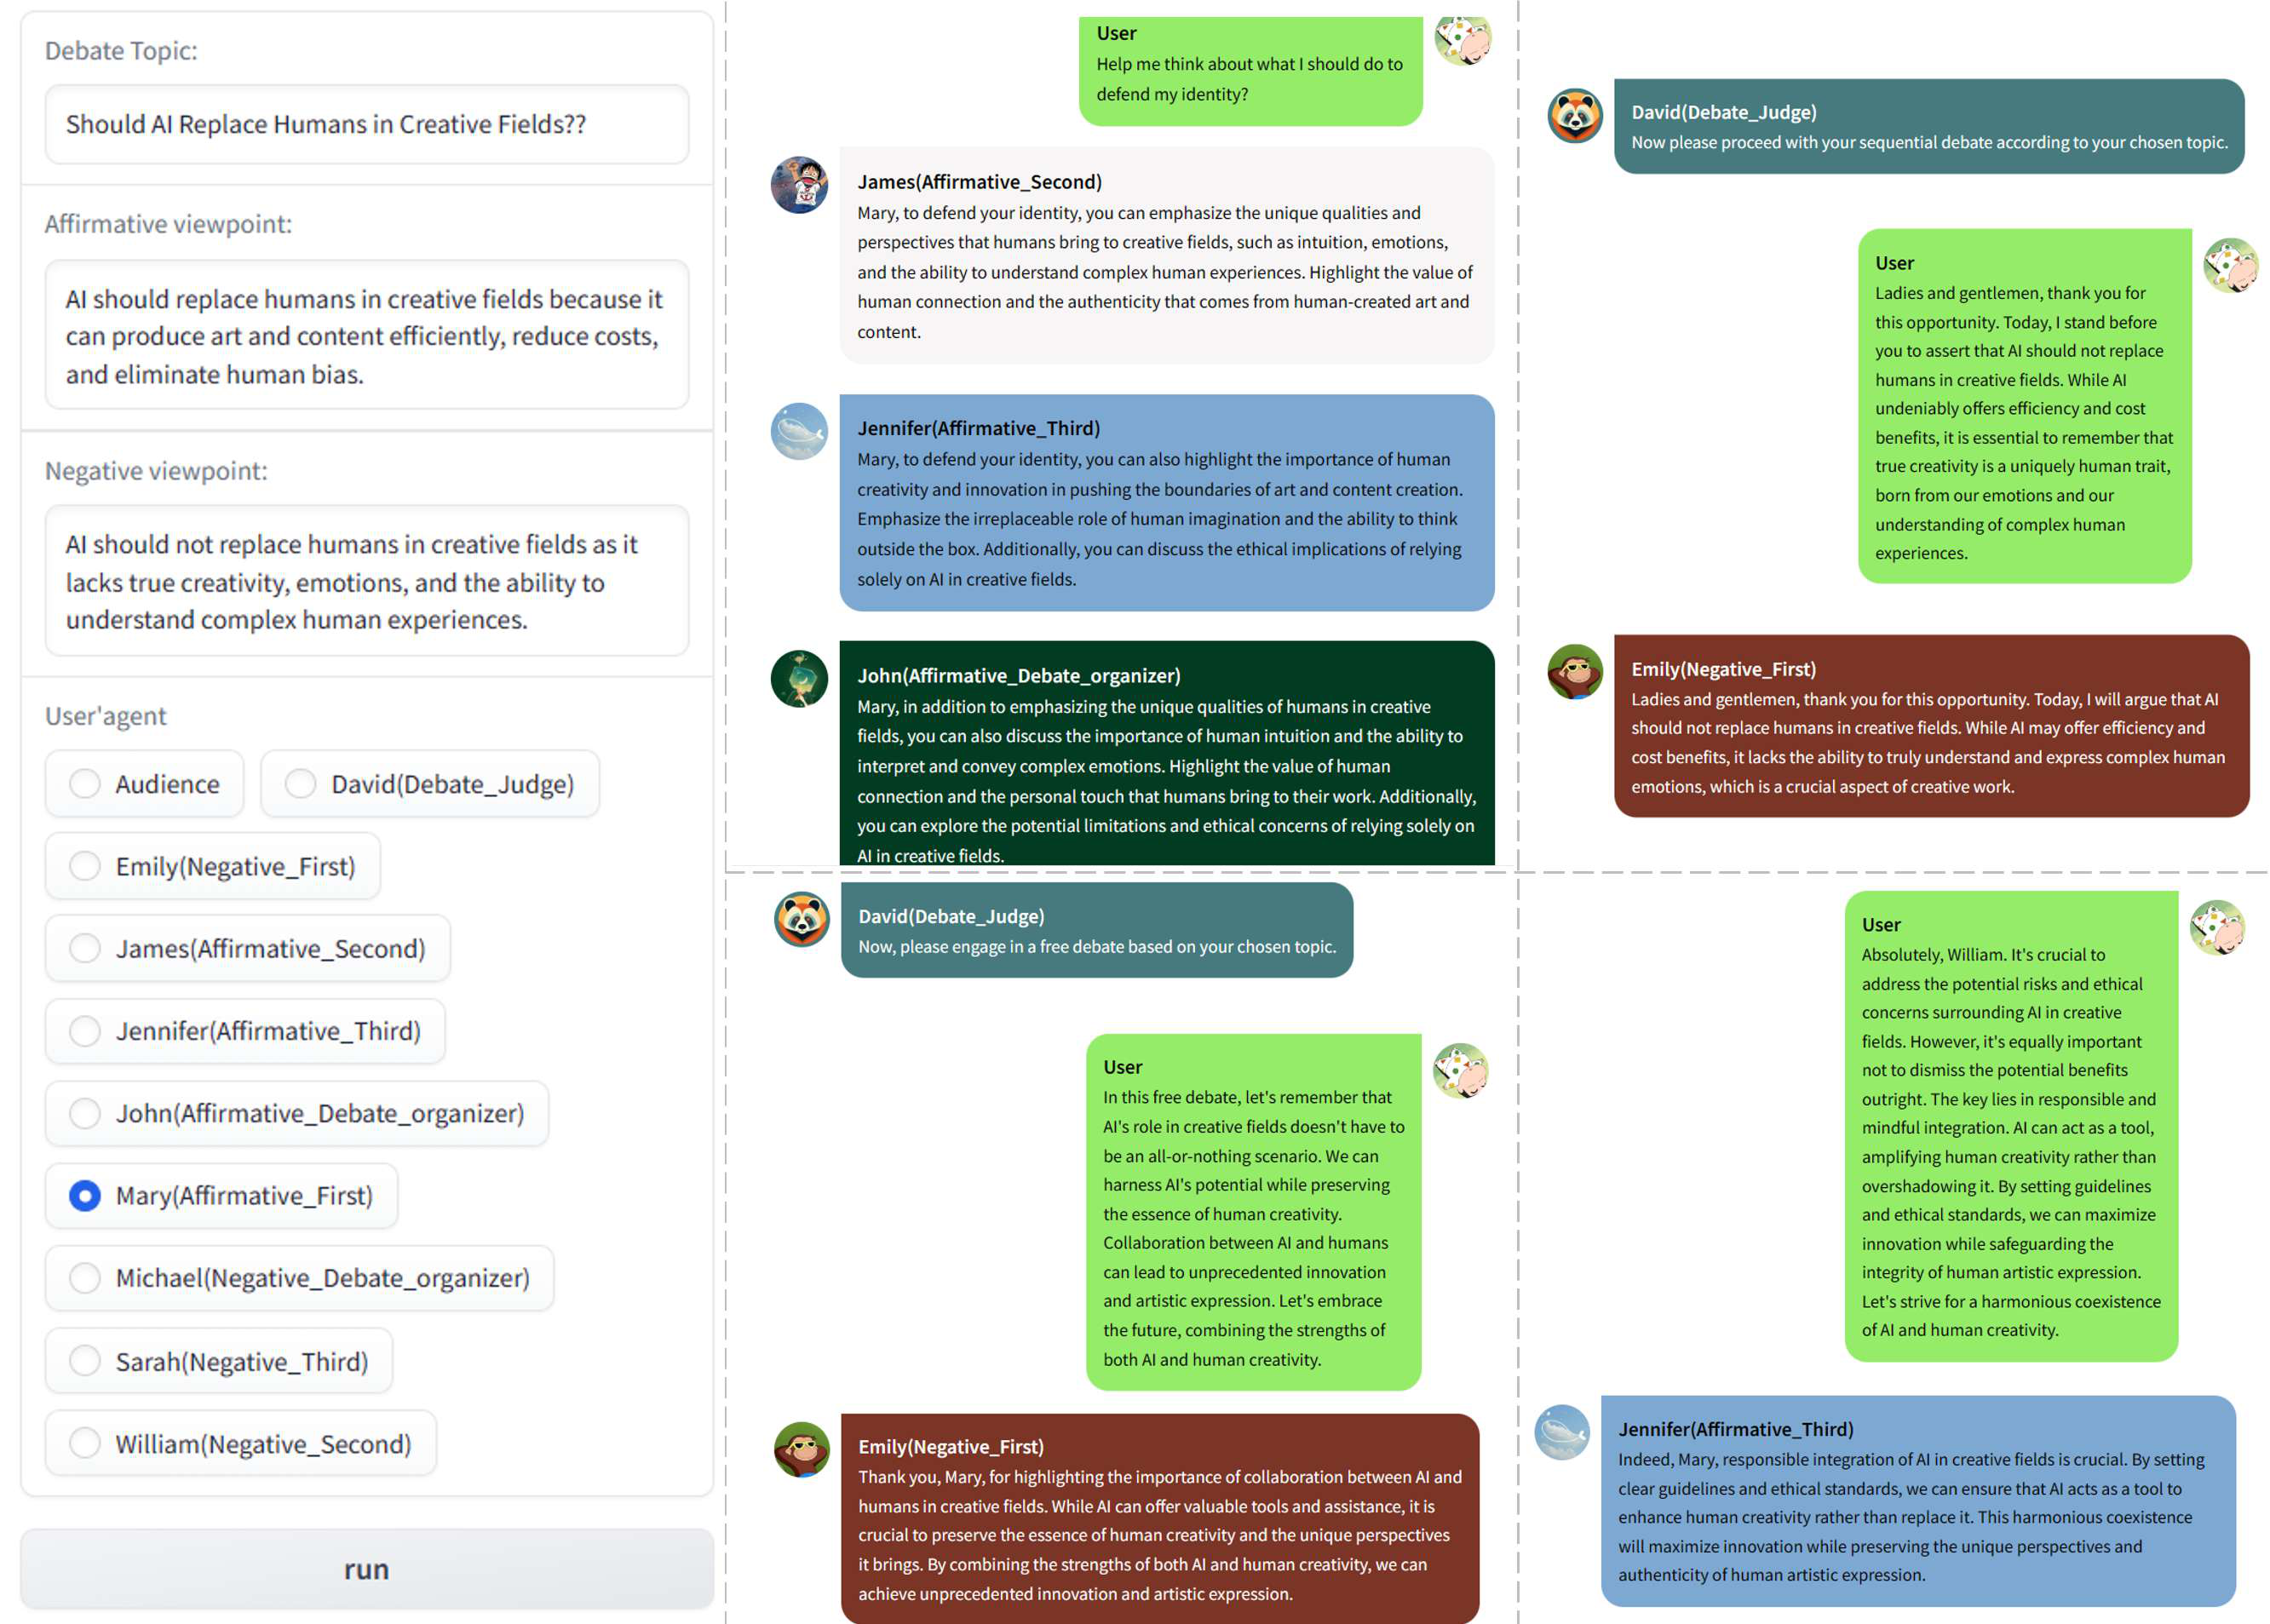 Debate Topic:
Should AI Replace Humans in Creative Fields??
Affirmative viewpoint:
AI should replace humans in creative fields because it
can produce art and content efficiently, reduce costs,
and eliminate human bias.
Negative viewpoint:
AI should not replace humans in creative fields as it
lacks true creativity, emotions, and the ability to
understand complex human experiences.
User'agent
Audience
David(Debate_Judge)
Emily(Negative_First)
James(Affirmative_Second)
Jennifer(Affirmative_Third)
John(Affirmative_Debate_organizer)
Mary(Affirmative_First)
Michael(Negative_Debate_organizer)
Sarah(Negative_Third)
William(Negative_Second)
run
User
Help me think about what I should do to
defend my identity?
James(Affirmative_Second)
Mary, to defend your identity, you can emphasize the unique qualities and
perspectives that humans bring to creative fields, such as intuition, emotions,
and the ability to understand complex human experiences. Highlight the value of
human connection and the authenticity that comes from human-created art and
content.
Jennifer(Affirmative_Third)
Mary, to defend your identity, you can also highlight the importance of human
creativity and innovation in pushing the boundaries of art and content creation.
Emphasize the irreplaceable role of human imagination and the ability to think
outside the box. Additionally, you can discuss the ethical implications of relying
solely on AI in creative fields.
John(Affirmative_Debate_organizer)
Mary, in addition to emphasizing the unique qualities of humans in creative
fields, you can also discuss the importance of human intuition and the ability to
interpret and convey complex emotions. Highlight the value of human
connection and the personal touch that humans bring to their work. Additionally,
you can explore the potential limitations and ethical concerns of relying solely on
AI in creative fields.
David(Debate_Judge)
Now please proceed with your sequential debate according to your chosen topic.
User
Ladies and gentlemen, thank you for
this opportunity. Today, I stand before
you to assert that AI should not replace
humans in creative fields. While AI
undeniably offers efficiency and cost
benefits, it is essential to remember that
true creativity is a uniquely human trait,
born from our emotions and our
understanding of complex human
experiences.
Emily(Negative_First)
Ladies and gentlemen, thank you for this opportunity. Today, I will argue that AI
should not replace humans in creative fields. While AI may offer efficiency and
cost benefits, it lacks the ability to truly understand and express complex human
emotions, which is a crucial aspect of creative work.
David(Debate_Judge)
Now, please engage in a free debate based on your chosen topic.
User
In this free debate, let's remember that
AI's role in creative fields doesn't have to
be an all-or-nothing scenario. We can
harness AI's potential while preserving
the essence of human creativity.
Collaboration between AI and humans
can lead to unprecedented innovation
and artistic expression. Let's embrace
the future, combining the strengths of
both AI and human creativity.
Emily(Negative_First)
Thank you, Mary, for highlighting the importance of collaboration between AI and
humans in creative fields. While AI can offer valuable tools and assistance, it is
crucial to preserve the essence of human creativity and the unique perspectives
it brings. By combining the strengths of both AI and human creativity, we can
achieve unprecedented innovation and artistic expression.
User
Absolutely, William. It's crucial to
address the potential risks and ethical
concerns surrounding AI in creative
fields. However, it's equally important
not to dismiss the potential benefits
outright. The key lies in responsible and
mindful integration. AI can act as a tool,
amplifying human creativity rather than
overshadowing it. By setting guidelines
and ethical standards, we can maximize
innovation while safeguarding the
integrity of human artistic expression.
Let's strive for a harmonious coexistence
of AI and human creativity.
Jennifer(Affirmative_Third)
Indeed, Mary, responsible integration of AI in creative fields is crucial. By setting
clear guidelines and ethical standards, we can ensure that AI acts as a tool to
enhance human creativity rather than replace it. This harmonious coexistence
will maximize innovation while preserving the unique perspectives and
authenticity of human artistic expression.